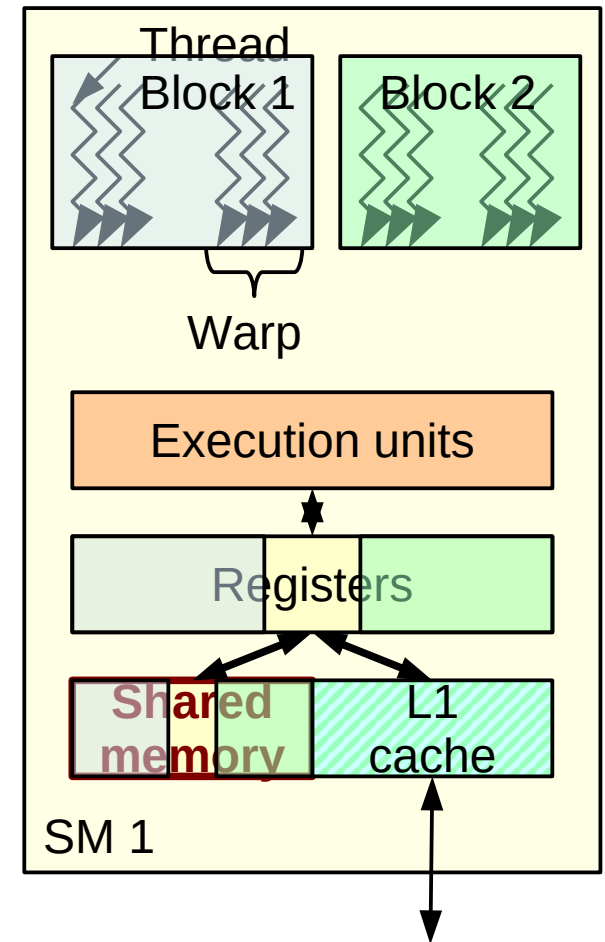 Thread
Block 1
Block 2
Warp
Execution units
Registers
Shared
memory
L1
cache
SM 1